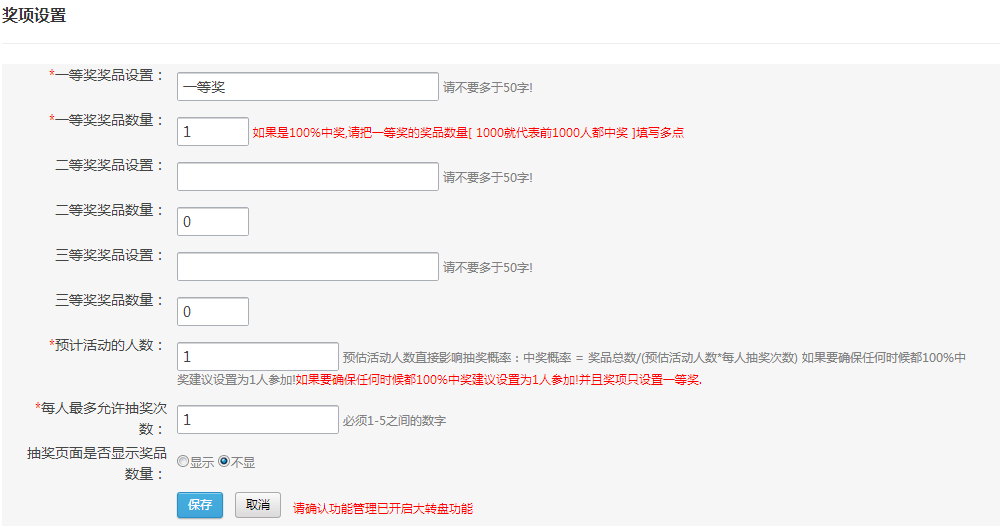 奖项设置
*一等奖奖品设置： 一等奖 请不要多于50字!
*一等奖奖品数量： 1 如果是100%中奖,请把一等奖的奖品数量[ 1000就代表前1000人都中奖 ]填写多点
二等奖奖品设置： 请不要多于50字!
二等奖奖品数量： 0
三等奖奖品设置： 请不要多于50字!
三等奖奖品数量： 0
*预计活动的人数： 1 预估活动人数直接影响抽奖概率：中奖概率 = 奖品总数/(预估活动人数*每人抽奖次数) 如果要确保任何时候都100%中
奖建议设置为1人参加!如果要确保任何时候都100%中奖建议设置为1人参加!并且奖项只设置一等奖,
*每人最多允许抽奖次
数： 1 必须1-5之间的数字
抽奖页面是否显示奖品
数量： 显示 不显
保存 取消 请确认功能管理已开启大转盘功能